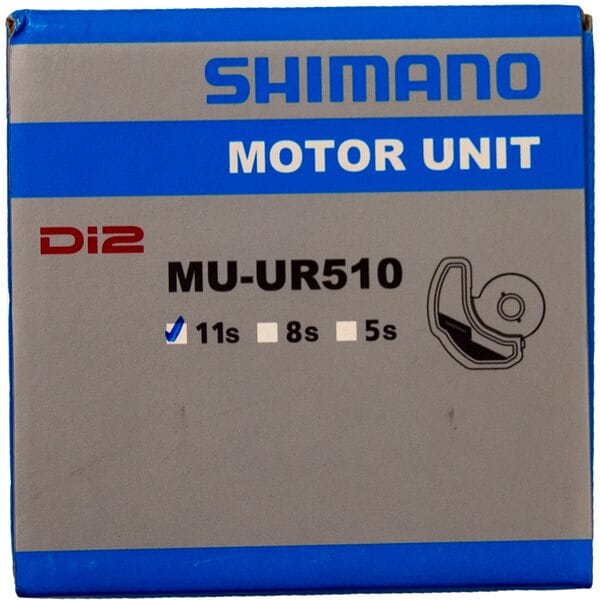 SHIMANO
MOTOR UNIT
Di2
MU-UR510
11s 8s 5s